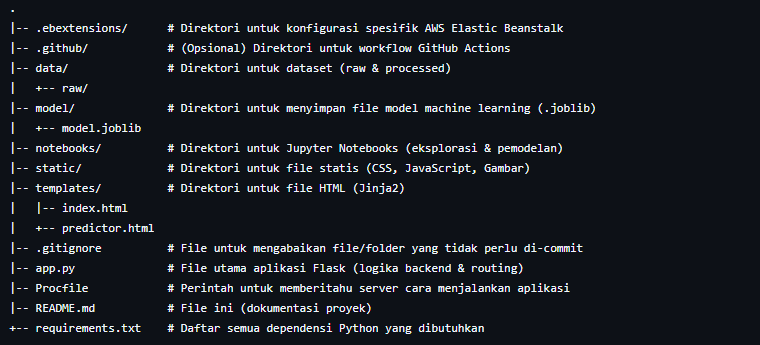 .
|-- .ebextensions/      # Direktori untuk konfigurasi spesifik AWS Elastic Beanstalk
|-- .github/            # (Opsional) Direktori untuk workflow GitHub Actions
|-- data/               # Direktori untuk dataset (raw & processed)
|   +-- raw/
|-- model/              # Direktori untuk menyimpan file model machine learning (.joblib)
|   +-- model.joblib
|-- notebooks/          # Direktori untuk Jupyter Notebooks (eksplorasi & pemodelan)
|-- static/             # Direktori untuk file statis (CSS, JavaScript, Gambar)
|-- templates/          # Direktori untuk file HTML (Jinja2)
|   |-- index.html
|   +-- predictor.html
|-- .gitignore          # File untuk mengabaikan file/folder yang tidak perlu di-commit
|-- app.py              # File utama aplikasi Flask (logika backend & routing)
|-- Procfile            # Perintah untuk memberitahu server cara menjalankan aplikasi
|-- README.md           # File ini (dokumentasi proyek)
+-- requirements.txt    # Daftar semua dependensi Python yang dibutuhkan